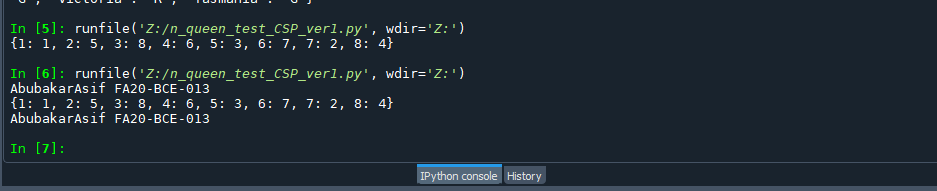 G , "Victoria": "R", "Tasmania": "G"}
In [5]: runfile('Z:/n_queen_test_CSP_ver1.py', wdir='Z:')
{1: 1, 2: 5, 3: 8, 4: 6, 5: 3, 6: 7, 7: 2, 8: 4}
In [6]: runfile('Z:/n_queen_test_CSP_ver1.py', wdir='Z:')
AbubakarAsif FA20-BCE-013
{1: 1, 2: 5, 3: 8, 4: 6, 5: 3, 6: 7, 7: 2, 8: 4}
AbubakarAsif FA20-BCE-013
In [7]:
IPython console History